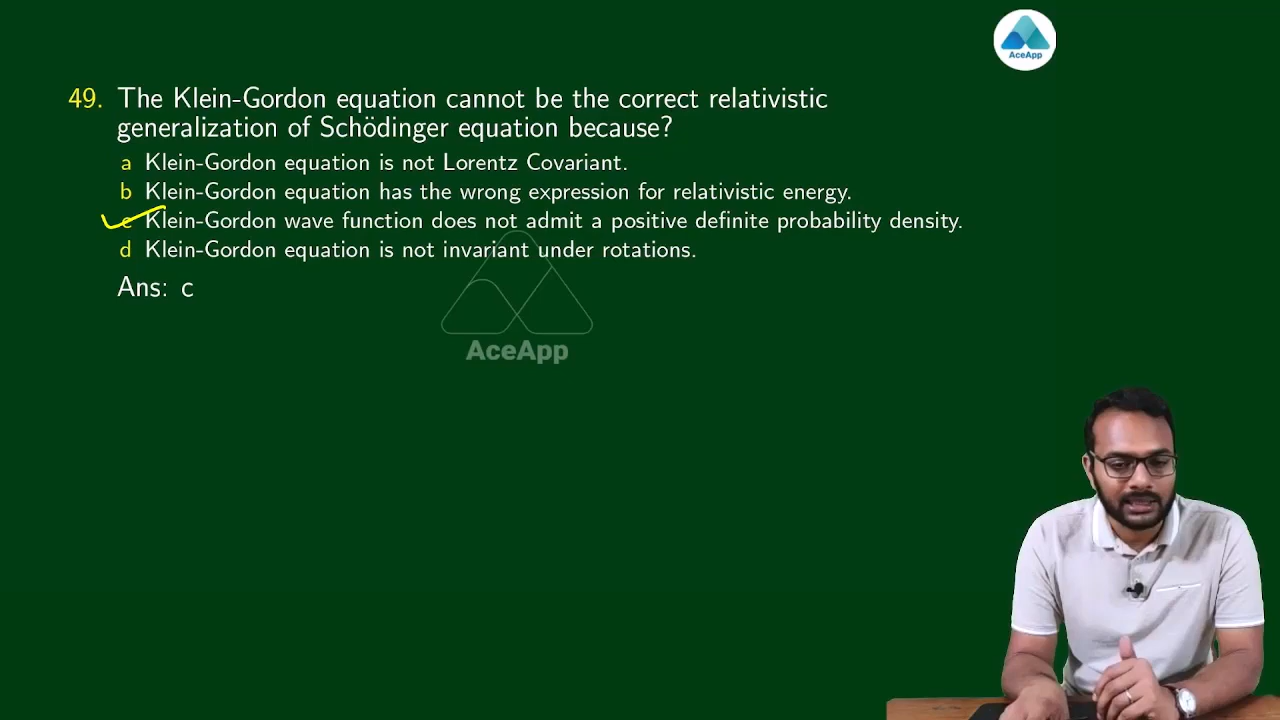 AceApp
49. The Klein-Gordon equation cannot be the correct relativistic
generalization of Schödinger equation because?
a Klein-Gordon equation is not Lorentz Covariant.
b Klein-Gordon equation has the wrong expression for relativistic energy.
c Klein-Gordon wave function does not admit a positive definite probability density.
d Klein-Gordon equation is not invariant under rotations.
Ans: c
AceApp